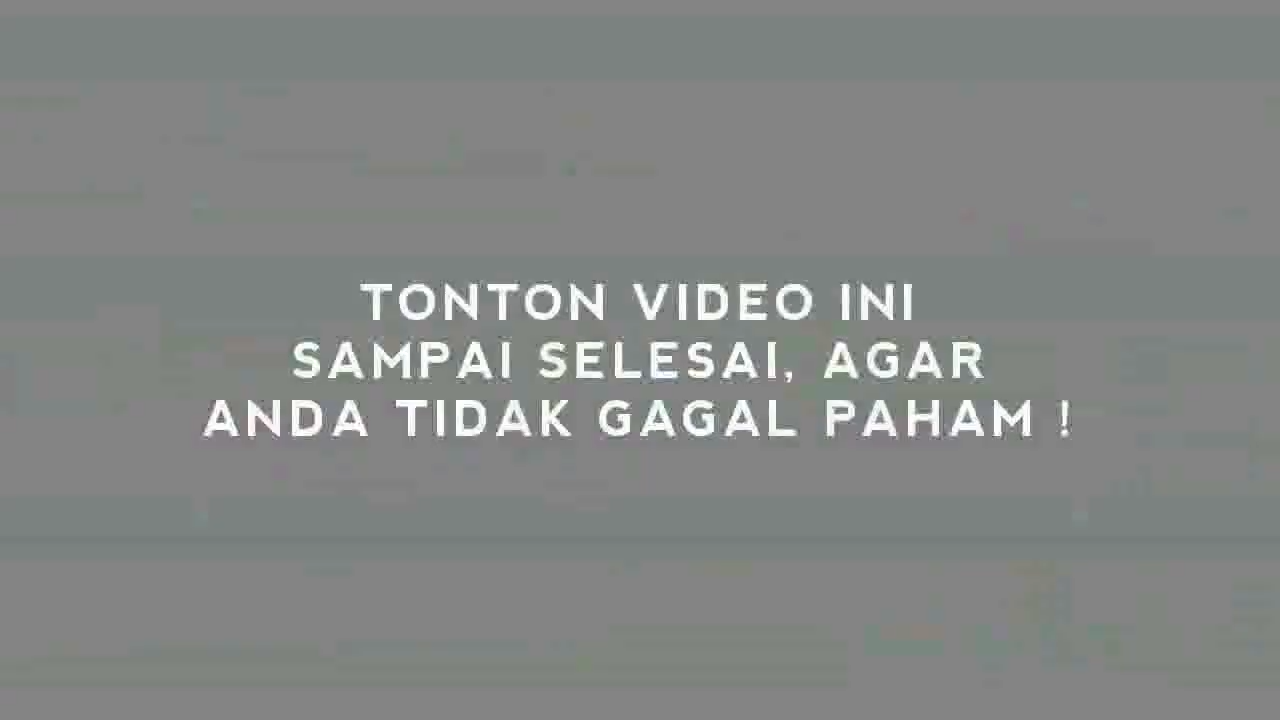 TONTON VIDEO INI
SAMPAI SELESAI, AGAR
ANDA TIDAK GAGAL PAHAM !